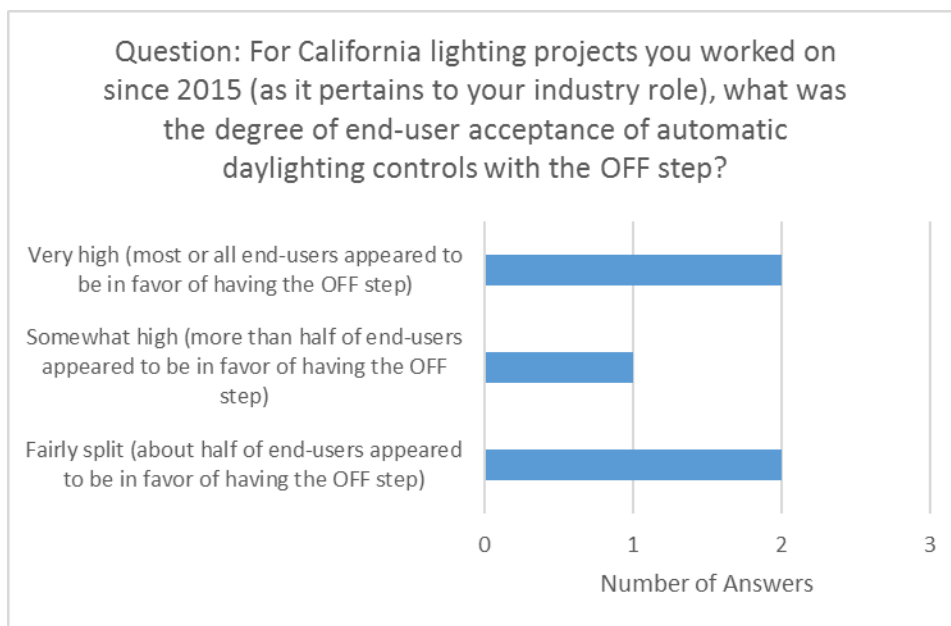 Question: For California lighting projects you worked on
since 2015 (as it pertains to your industry role), what was
the degree of end-user acceptance of automatic
daylighting controls with the OFF step?
Very high (most or all end-users appeared to
be in favor of having the OFF step)
Somewhat high (more than half of end-users
appeared to be in favor of having the OFF
step)
Fairly split (about half of end-users appeared
to be in favor of having the OFF step)
0 1 2 3
Number of Answers